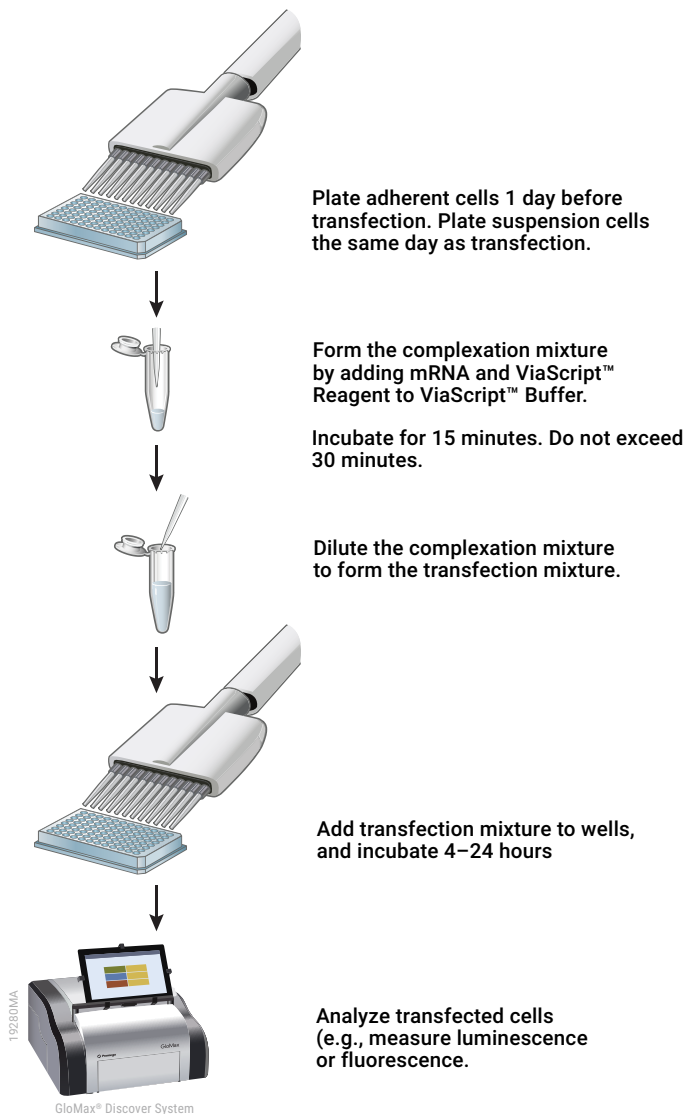 Plate adherent cells 1 day before
transfection. Plate suspension cells
the same day as transfection.
Form the complexation mixture
by adding mRNA and ViaScript™
Reagent to ViaScript™ Buffer.
Incubate for 15 minutes. Do not exceed
30 minutes.
Dilute the complexation mixture
to form the transfection mixture.
Add transfection mixture to wells,
and incubate 4–24 hours
Analyze transfected cells
(e.g., measure luminescence
or fluorescence.
19280MA
Promega
GloMax
GloMax® Discover System